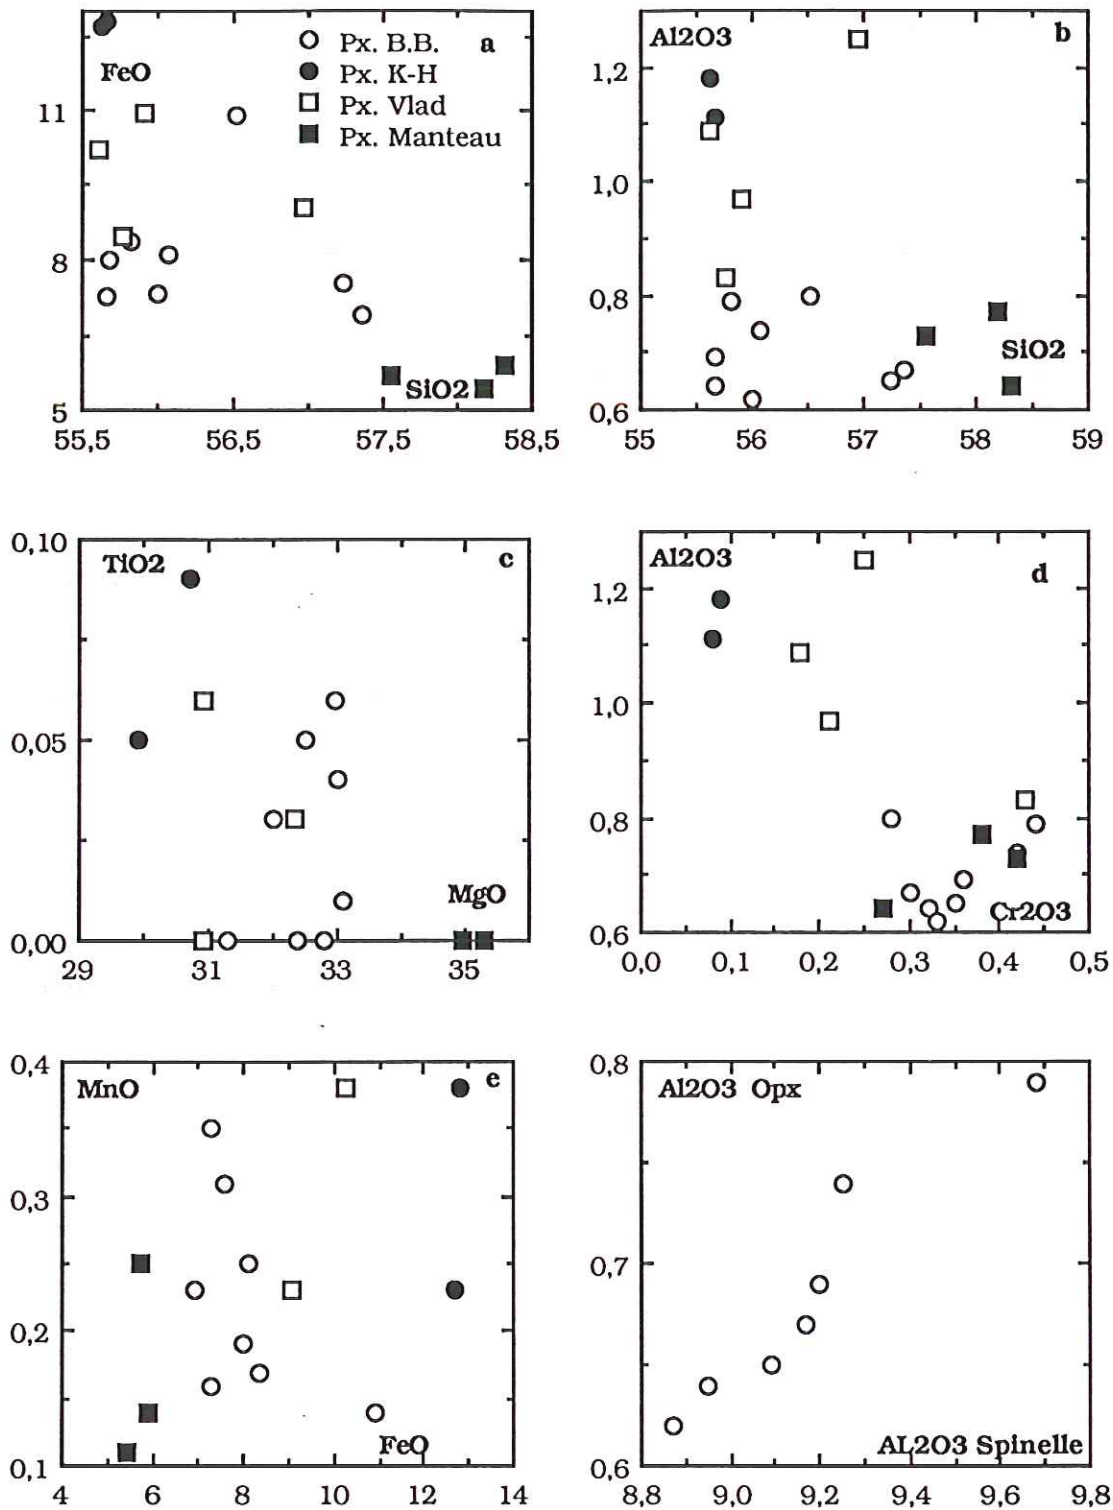 FeO
Px. B.B. a
Px. K-H
Px. Vlad
Px. Manteau
11
8
5
SiO2
55,5 56,5 57,5 58,5
Al2O3 b
1,2
1,0
0,8
0,6
SiO2
55 56 57 58 59
0,10
TiO2 c
0,05
MgO
0,00
29 31 33 35
Al2O3 d
1,2
1,0
0,8
0,6
Cr2O3
0,0 0,1 0,2 0,3 0,4 0,5
0,4
MnO e
0,3
0,2
FeO
0,1
4 6 8 10 12 14
0,8
Al2O3 Opx
0,7
AL2O3 Spinelle
0,6
8,8 9,0 9,2 9,4 9,6 9,8